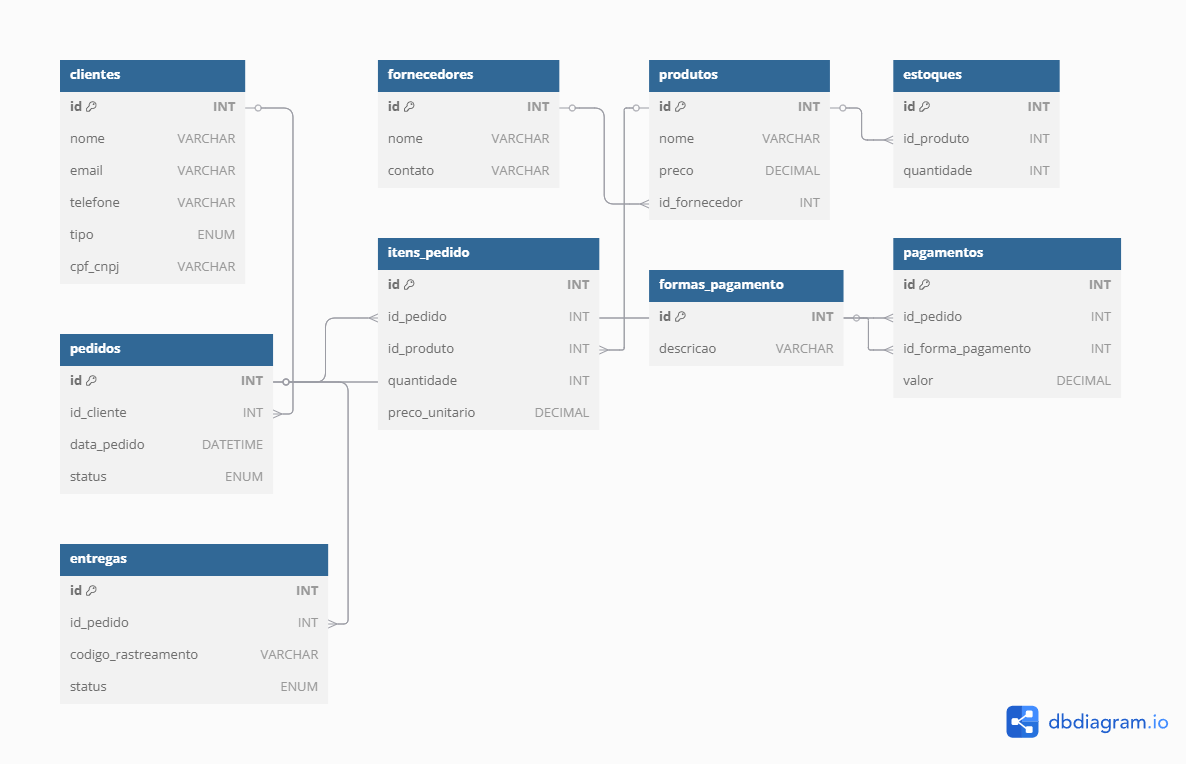 clientes
id INT
nome VARCHAR
email VARCHAR
telefone VARCHAR
tipo ENUM
cpf_cnpj VARCHAR
fornecedores
id INT
nome VARCHAR
contato VARCHAR
produtos
id INT
nome VARCHAR
preco DECIMAL
id_fornecedor INT
estoques
id INT
id_produto INT
quantidade INT
itens_pedido
id INT
id_pedido INT
id_produto INT
quantidade INT
preco_unitario DECIMAL
formas_pagamento
id INT
descricao VARCHAR
pagamentos
id INT
id_pedido INT
id_forma_pagamento INT
valor DECIMAL
pedidos
id INT
id_cliente INT
data_pedido DATETIME
status ENUM
entregas
id INT
id_pedido INT
codigo_rastreamento VARCHAR
status ENUM
dbdiagram.io